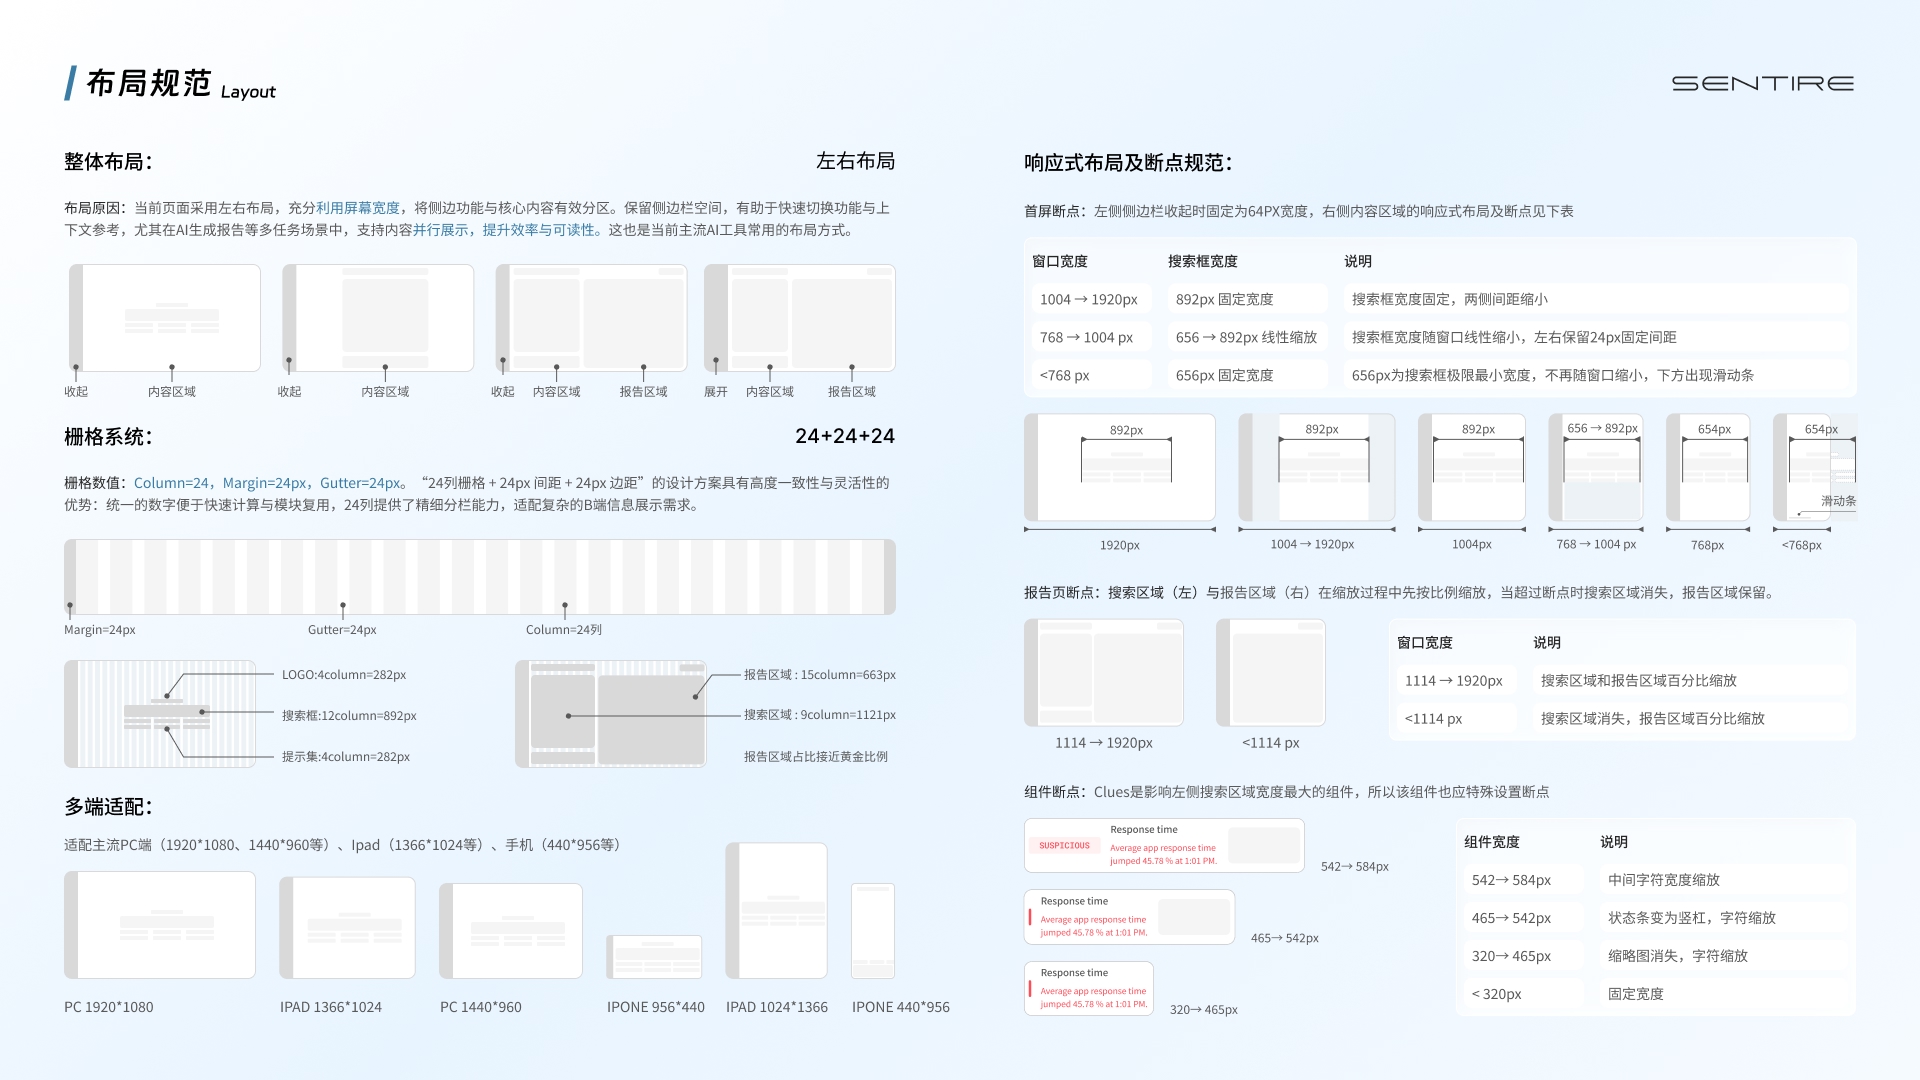 布局规范 Layout
SENTIRE
整体布局：
左右布局
布局原因：当前页面采用左右布局，充分利用屏幕宽度，将侧边功能与核心内容有效分区。保留侧边栏空间，有助于快速切换功能与上
下文参考，尤其在AI生成报告等多任务场景中，支持内容并行展示，提升效率与可读性。这也是当前主流AI工具常用的布局方式。
收起 内容区域
收起 内容区域
收起 内容区域 报告区域
展开 内容区域 报告区域
栅格系统：
24+24+24
栅格数值：Column=24，Margin=24px，Gutter=24px。 “24列栅格 + 24px 间距 + 24px 边距”的设计方案具有高度一致性与灵活性的
优势：统一的数字便于快速计算与模块复用，24列提供了精细分栏能力，适配复杂的B端信息展示需求。
Margin=24px
Gutter=24px
Column=24列
LOGO:4column=282px
搜索框:12column=892px
提示集:4column=282px
报告区域 : 15column=663px
搜索区域 : 9column=1121px
报告区域占比接近黄金比例
多端适配：
适配主流PC端（1920*1080、1440*960等）、Ipad（1366*1024等）、手机（440*956等）
PC 1920*1080
IPAD 1366*1024
PC 1440*960
IPONE 956*440
IPAD 1024*1366
IPONE 440*956
响应式布局及断点规范：
首屏断点：左侧侧边栏收起时固定为64PX宽度，右侧内容区域的响应式布局及断点见下表
窗口宽度 搜索框宽度 说明
1004 → 1920px 892px 固定宽度 搜索框宽度固定，两侧间距缩小
768 → 1004 px 656 → 892px 线性缩放 搜索框宽度随窗口线性缩小，左右保留24px固定间距
<768 px 656px 固定宽度 656px为搜索框极限最小宽度，不再随窗口缩小，下方出现滑动条
892px
892px
892px
656 → 892px
654px
654px
滑动条
1920px
1004 → 1920px
1004px
768 → 1004 px
768px
<768px
报告页断点：搜索区域（左）与报告区域（右）在缩放过程中先按比例缩放，当超过断点时搜索区域消失，报告区域保留。
1114 → 1920px
<1114 px
窗口宽度 说明
1114 → 1920px 搜索区域和报告区域百分比缩放
<1114 px 搜索区域消失，报告区域百分比缩放
组件断点：Clues是影响左侧搜索区域宽度最大的组件，所以该组件也应特殊设置断点
SUSPICIOUS
Response time
Average app response time
jumped 45.78 % at 1:01 PM.
542→ 584px
Response time
Average app response time
jumped 45.78 % at 1:01 PM.
465→ 542px
Response time
Average app response time
jumped 45.78 % at 1:01 PM.
320→ 465px
组件宽度 说明
542→ 584px 中间字符宽度缩放
465→ 542px 状态条变为竖杠，字符缩放
320→ 465px 缩略图消失，字符缩放
< 320px 固定宽度